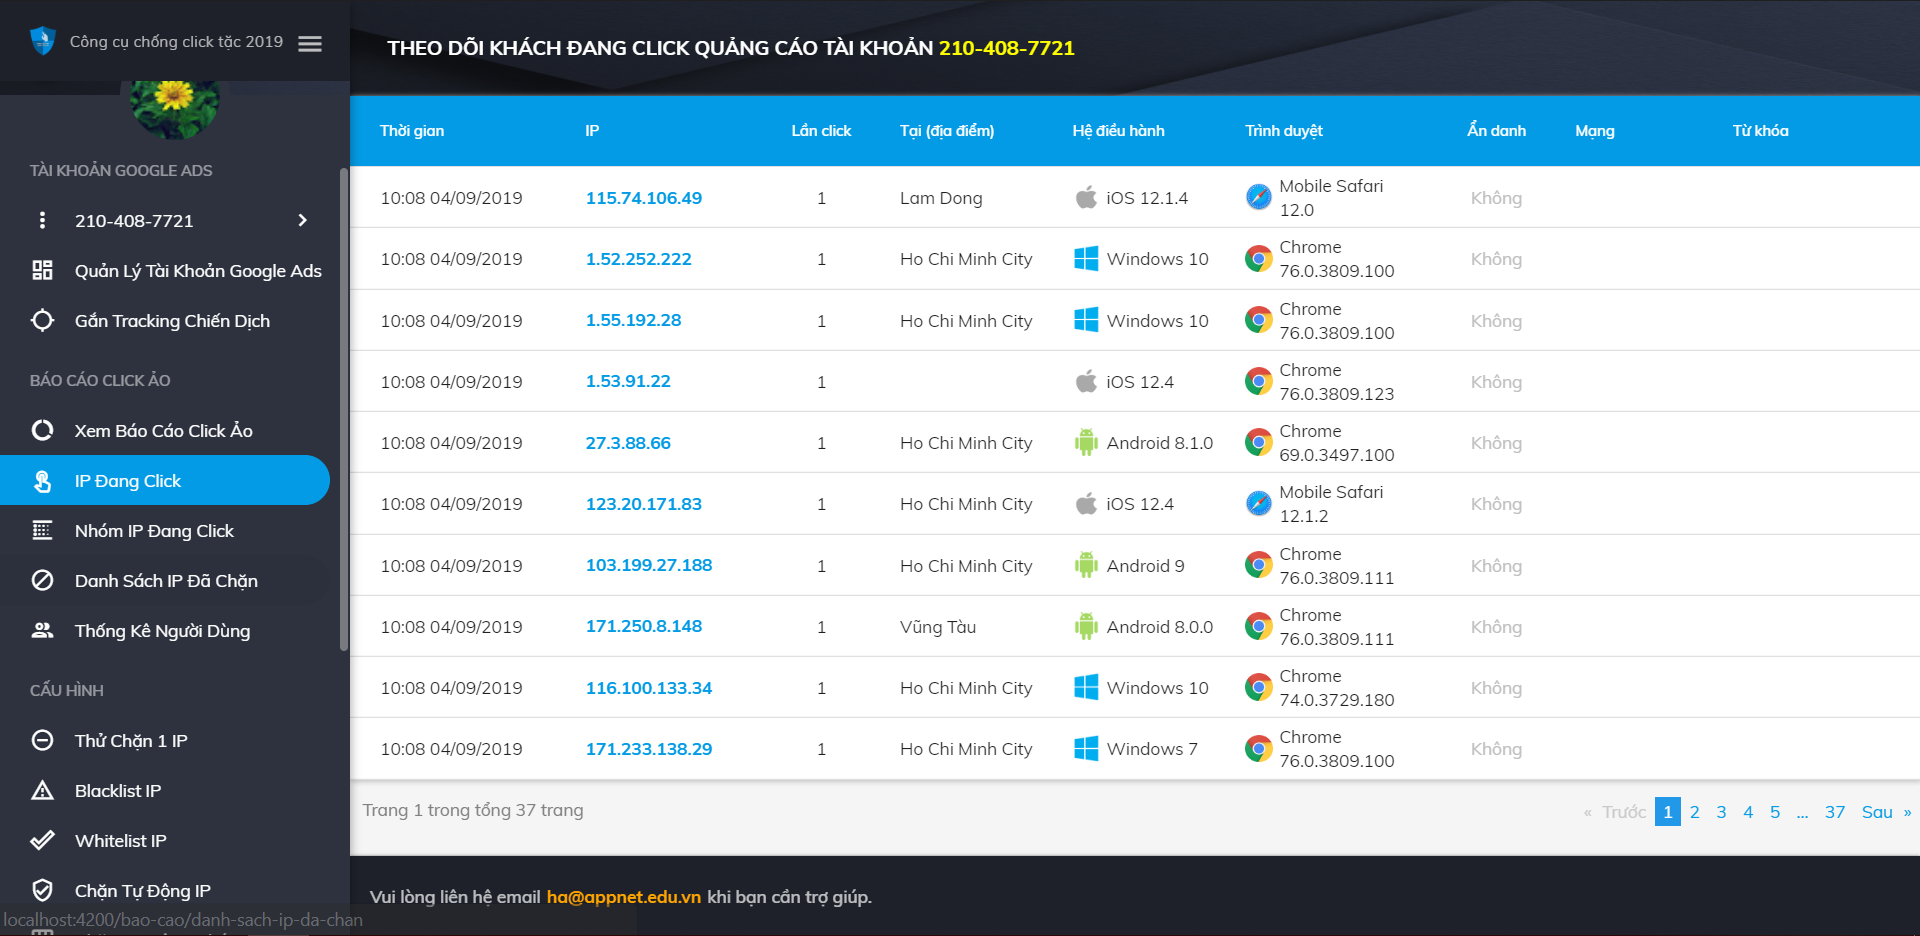 Công cụ chống click tặc 2019
THEO DÕI KHÁCH ĐANG CLICK QUẢNG CÁO TÀI KHOẢN 210-408-7721
TÀI KHOẢN GOOGLE ADS
210-408-7721
Quản Lý Tài Khoản Google Ads
Gắn Tracking Chiến Dịch
BÁO CÁO CLICK ẢO
Xem Báo Cáo Click Ảo
IP Đang Click
Nhóm IP Đang Click
Danh Sách IP Đã Chặn
Thống Kê Người Dùng
CẤU HÌNH
Thử Chặn 1 IP
Blacklist IP
Whitelist IP
Chặn Tự Động IP
localhost:4200/bao-cao/danh-sach-ip-da-chan
Thời gian IP Lần click Tại (địa điểm) Hệ điều hành Trình duyệt Ẩn danh Mạng Từ khóa
10:08 04/09/2019 115.74.106.49 1 Lam Dong iOS 12.1.4 Mobile Safari 12.0 Không
10:08 04/09/2019 1.52.252.222 1 Ho Chi Minh City Windows 10 Chrome 76.0.3809.100 Không
10:08 04/09/2019 1.55.192.28 1 Ho Chi Minh City Windows 10 Chrome 76.0.3809.100 Không
10:08 04/09/2019 1.53.91.22 1 iOS 12.4 Chrome 76.0.3809.123 Không
10:08 04/09/2019 27.3.88.66 1 Ho Chi Minh City Android 8.1.0 Chrome 69.0.3497.100 Không
10:08 04/09/2019 123.20.171.83 1 Ho Chi Minh City iOS 12.4 Mobile Safari 12.1.2 Không
10:08 04/09/2019 103.199.27.188 1 Ho Chi Minh City Android 9 Chrome 76.0.3809.111 Không
10:08 04/09/2019 171.250.8.148 1 Vũng Tàu Android 8.0.0 Chrome 76.0.3809.111 Không
10:08 04/09/2019 116.100.133.34 1 Ho Chi Minh City Windows 10 Chrome 74.0.3729.180 Không
10:08 04/09/2019 171.233.138.29 1 Ho Chi Minh City Windows 7 Chrome 76.0.3809.100 Không
Trang 1 trong tổng 37 trang
« Trước 1 2 3 4 5 ... 37 Sau »
Vui lòng liên hệ email ha@appnet.edu.vn khi bạn cần trợ giúp.